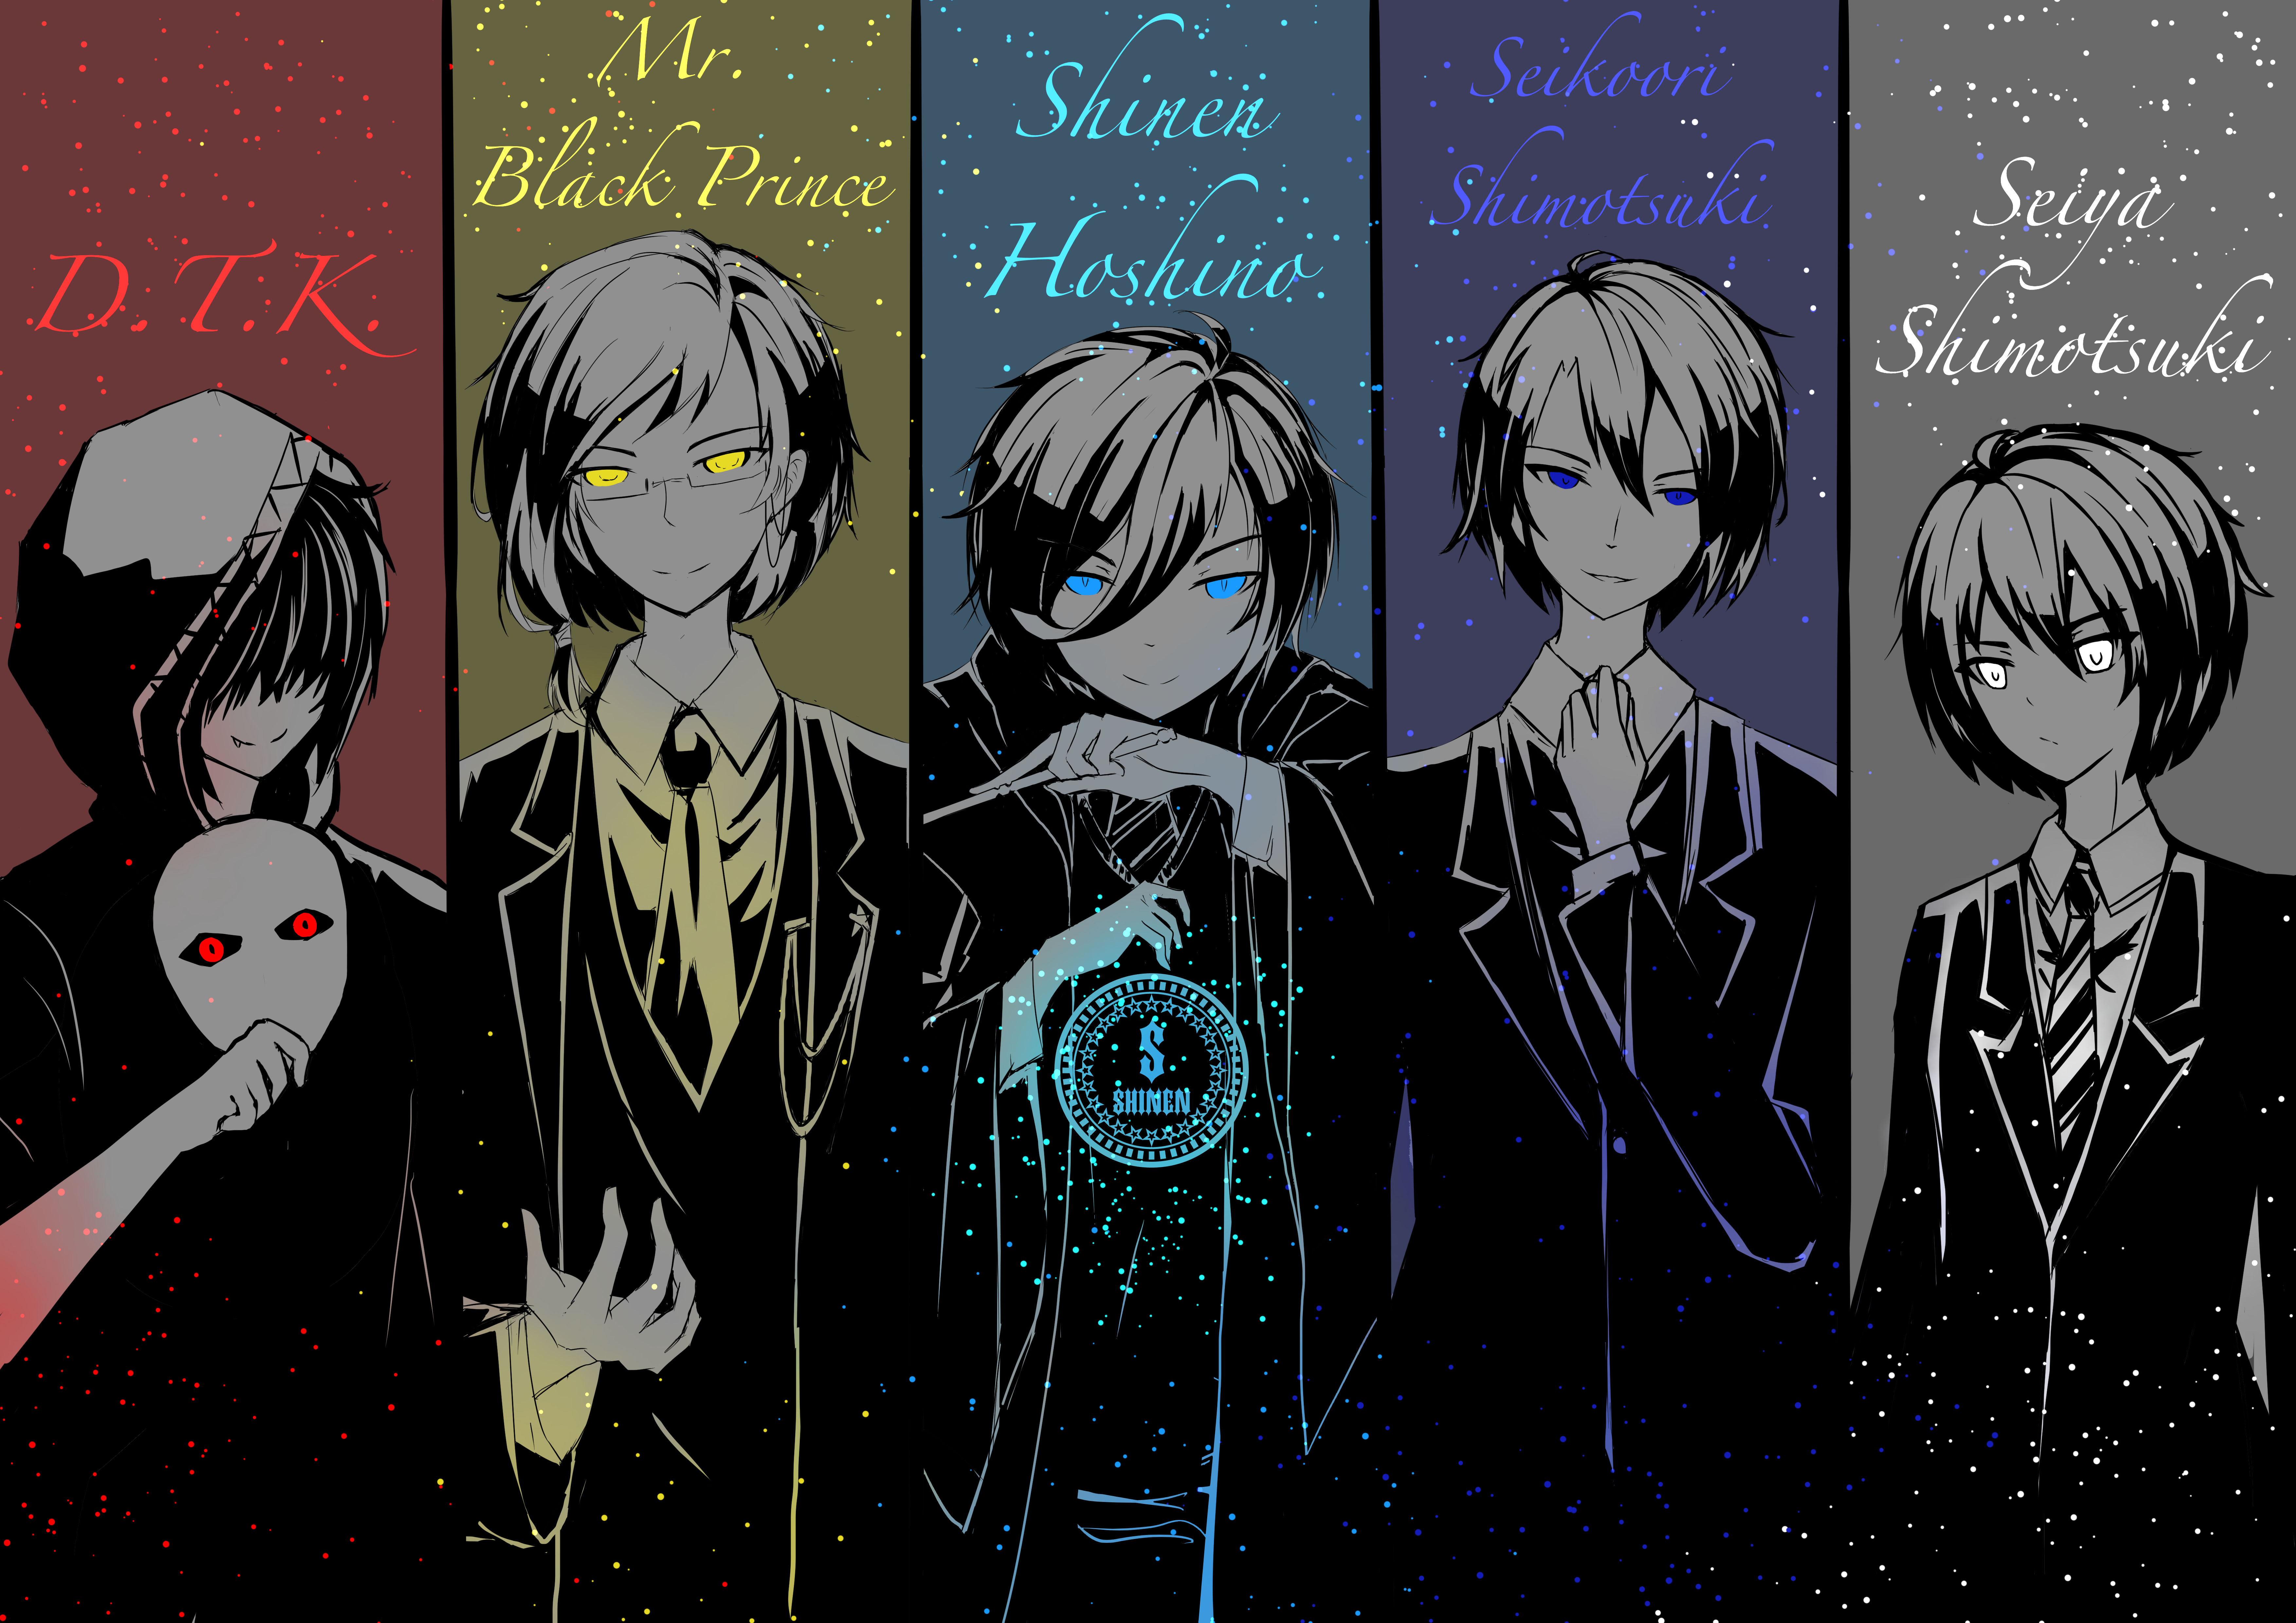 D.T.K.
Mr.
Black Prince
Shinen
Hoshino
S
SHINEN
Seikoori
Shimotsuki
Seiya
Shimotsuki